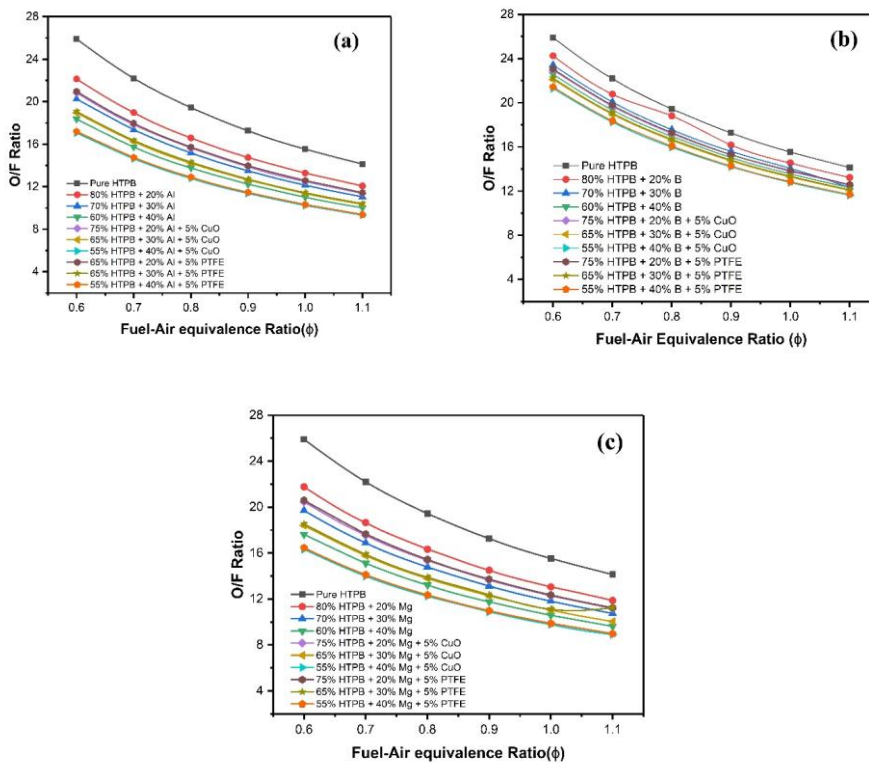 (a)
28
24
20
16
12
8
4
O/F Ratio
Pure HTPB
80% HTPB + 20% Al
70% HTPB + 30% Al
60% HTPB + 40% Al
75% HTPB + 20% Al + 5% CuO
65% HTPB + 30% Al + 5% CuO
55% HTPB + 40% Al + 5% CuO
65% HTPB + 20% Al + 5% PTFE
65% HTPB + 30% Al + 5% PTFE
55% HTPB + 40% Al + 5% PTFE
0.6 0.7 0.8 0.9 1.0 1.1
Fuel-Air equivalence Ratio(ϕ)
(b)
28
24
20
16
12
8
4
O/F Ratio
Pure HTPB
80% HTPB + 20% B
70% HTPB + 30% B
60% HTPB + 40% B
75% HTPB + 20% B + 5% CuO
65% HTPB + 30% B + 5% CuO
55% HTPB + 40% B + 5% CuO
75% HTPB + 20% B + 5% PTFE
65% HTPB + 30% B + 5% PTFE
55% HTPB + 40% B + 5% PTFE
0.6 0.7 0.8 0.9 1.0 1.1
Fuel-Air Equivalence Ratio (ϕ)
(c)
28
24
20
16
12
8
4
O/F Ratio
Pure HTPB
80% HTPB + 20% Mg
70% HTPB + 30% Mg
60% HTPB + 40% Mg
75% HTPB + 20% Mg + 5% CuO
65% HTPB + 30% Mg + 5% CuO
55% HTPB + 40% Mg + 5% CuO
75% HTPB + 20% Mg + 5% PTFE
65% HTPB + 30% Mg + 5% PTFE
55% HTPB + 40% Mg + 5% PTFE
0.6 0.7 0.8 0.9 1.0 1.1
Fuel-Air equivalence Ratio(ϕ)